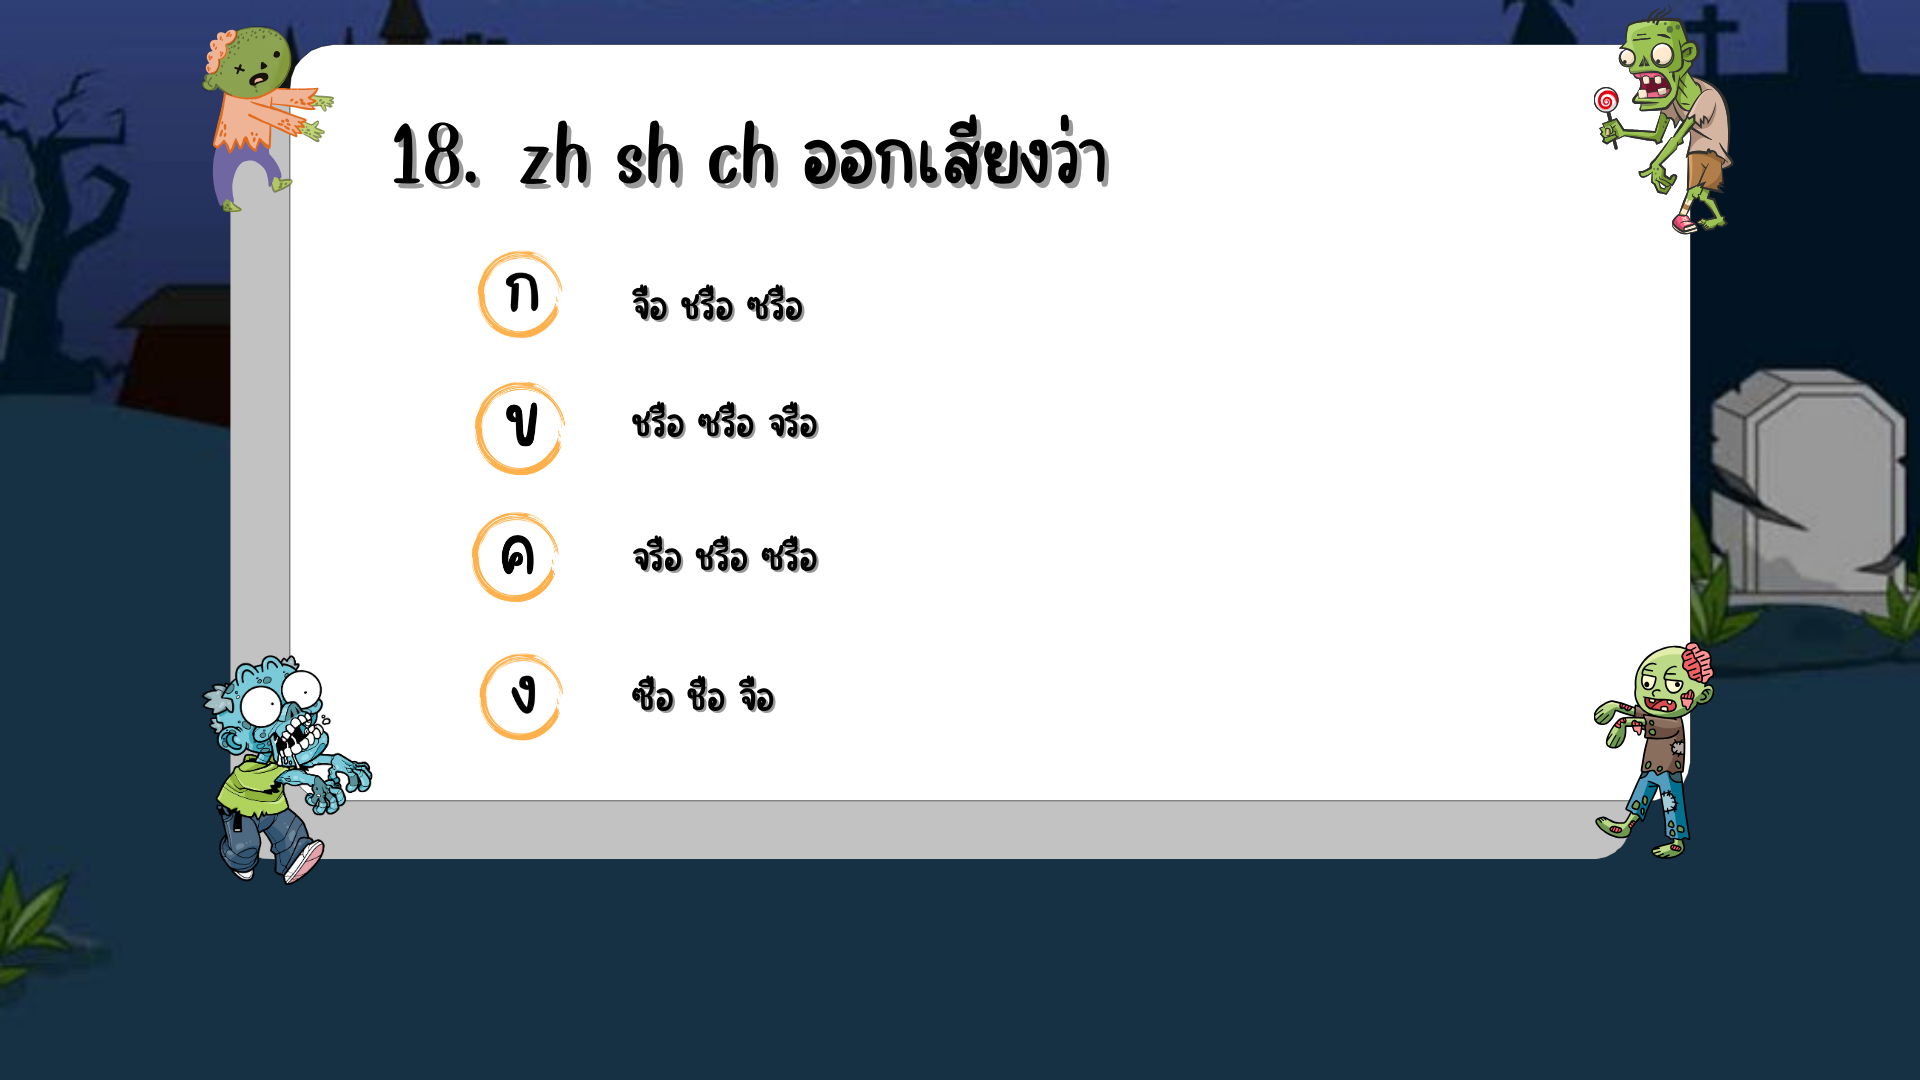 18. zh sh ch ออกเสียงว่า
ก จือ ชรือ ซรือ
ข ชรือ ซรือ จรือ
ค จรือ ชรือ ซรือ
ง ซือ ชือ จือ